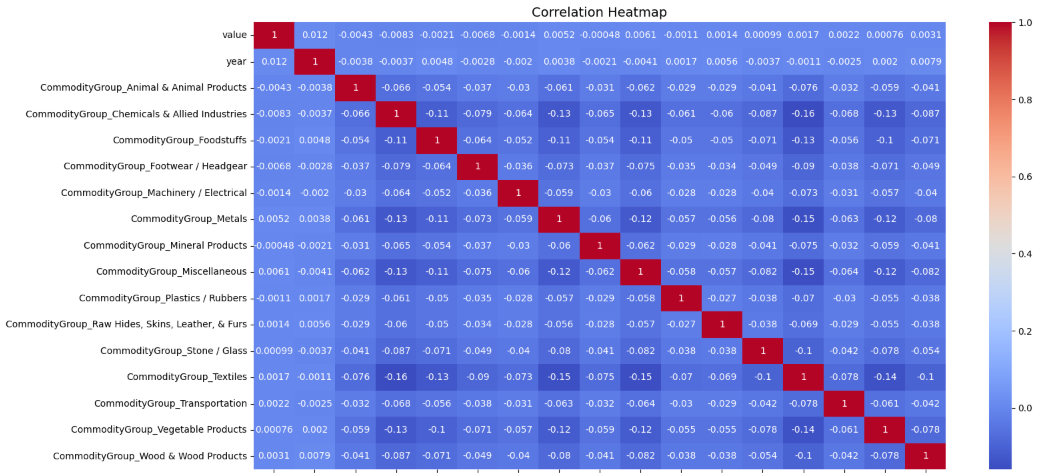 Correlation Heatmap
value 1 0.012 -0.0043 -0.0083 -0.0021 -0.0068 -0.0014 0.0052 -0.00048 0.0061 -0.0011 0.0014 0.00099 0.0017 0.0022 0.00076 0.0031
year 0.012 1 -0.0038 -0.0037 0.0048 -0.0028 -0.002 0.0038 -0.0021 -0.0041 0.0017 0.0056 -0.0037 -0.0011 -0.0025 0.002 0.0079
CommodityGroup_Animal & Animal Products -0.0043 -0.0038 1 -0.066 -0.054 -0.037 -0.03 -0.061 -0.031 -0.062 -0.029 -0.029 -0.041 -0.076 -0.032 -0.059 -0.041
CommodityGroup_Chemicals & Allied Industries -0.0083 -0.0037 -0.066 1 -0.11 -0.079 -0.064 -0.13 -0.065 -0.13 -0.061 -0.06 -0.087 -0.16 -0.068 -0.13 -0.087
CommodityGroup_Foodstuffs -0.0021 0.0048 -0.054 -0.11 1 -0.064 -0.052 -0.11 -0.054 -0.11 -0.05 -0.05 -0.071 -0.13 -0.056 -0.1 -0.071
CommodityGroup_Footwear / Headgear -0.0068 -0.0028 -0.037 -0.079 -0.064 1 -0.036 -0.073 -0.037 -0.075 -0.035 -0.034 -0.049 -0.09 -0.038 -0.071 -0.049
CommodityGroup_Machinery / Electrical -0.0014 -0.002 -0.03 -0.064 -0.052 -0.036 1 -0.059 -0.03 -0.06 -0.028 -0.028 -0.04 -0.073 -0.031 -0.057 -0.04
CommodityGroup_Metals 0.0052 0.0038 -0.061 -0.13 -0.11 -0.073 -0.059 1 -0.06 -0.12 -0.057 -0.056 -0.08 -0.15 -0.063 -0.12 -0.08
CommodityGroup_Mineral Products -0.00048 -0.0021 -0.031 -0.065 -0.054 -0.037 -0.03 -0.06 1 -0.062 -0.029 -0.028 -0.041 -0.075 -0.032 -0.059 -0.041
CommodityGroup_Miscellaneous 0.0061 -0.0041 -0.062 -0.13 -0.11 -0.075 -0.06 -0.12 -0.062 1 -0.058 -0.057 -0.082 -0.15 -0.064 -0.12 -0.082
CommodityGroup_Plastics / Rubbers -0.0011 0.0017 -0.029 -0.061 -0.05 -0.035 -0.028 -0.057 -0.029 -0.058 1 -0.027 -0.038 -0.07 -0.03 -0.055 -0.038
CommodityGroup_Raw Hides, Skins, Leather, & Furs 0.0014 0.0056 -0.029 -0.06 -0.05 -0.034 -0.028 -0.056 -0.028 -0.057 -0.027 1 -0.038 -0.069 -0.029 -0.055 -0.038
CommodityGroup_Stone / Glass 0.00099 -0.0037 -0.041 -0.087 -0.071 -0.049 -0.04 -0.08 -0.041 -0.082 -0.038 -0.038 1 -0.1 -0.042 -0.078 -0.054
CommodityGroup_Textiles 0.0017 -0.0011 -0.076 -0.16 -0.13 -0.09 -0.073 -0.15 -0.075 -0.15 -0.07 -0.069 -0.1 1 -0.078 -0.14 -0.1
CommodityGroup_Transportation 0.0022 -0.0025 -0.032 -0.068 -0.056 -0.038 -0.031 -0.063 -0.032 -0.064 -0.03 -0.029 -0.042 -0.078 1 -0.061 -0.042
CommodityGroup_Vegetable Products 0.00076 0.002 -0.059 -0.13 -0.1 -0.071 -0.057 -0.12 -0.059 -0.12 -0.055 -0.055 -0.078 -0.14 -0.061 1 -0.078
CommodityGroup_Wood & Wood Products 0.0031 0.0079 -0.041 -0.087 -0.071 -0.049 -0.04 -0.08 -0.041 -0.082 -0.038 -0.038 -0.054 -0.1 -0.042 -0.078 1
1.0
0.8
0.6
0.4
0.2
0.0